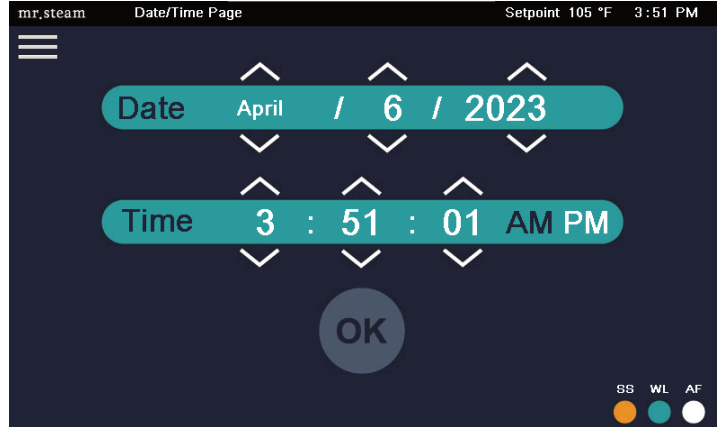 mr.steam Date/Time Page Setpoint 105 °F 3:51 PM
Date April / 6 / 2023
Time 3 : 51 : 01 AM PM
OK
SS WL AF